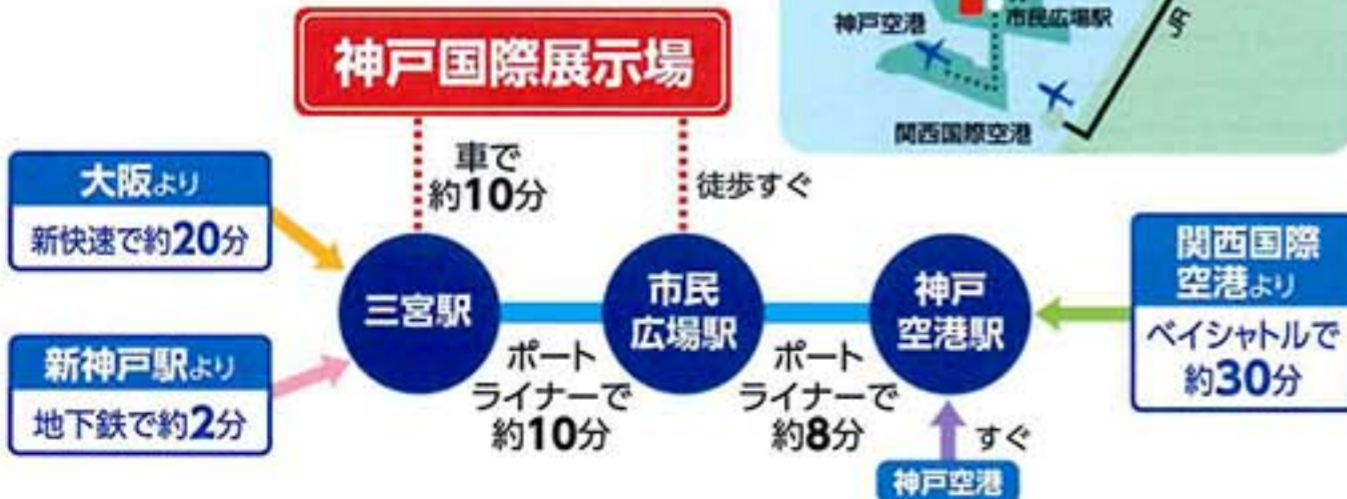 神戸国際展示場
市民広場駅
神戸空港
JR
関西国際空港
車で
約10分
徒歩すぐ
大阪より
新快速で約20分
新神戸駅より
地下鉄で約2分
三宮駅
ポート
ライナーで
約10分
市民
広場駅
ポート
ライナーで
約8分
神戸
空港駅
関西国際
空港より
ベイシャトルで
約30分
すぐ
神戸空港